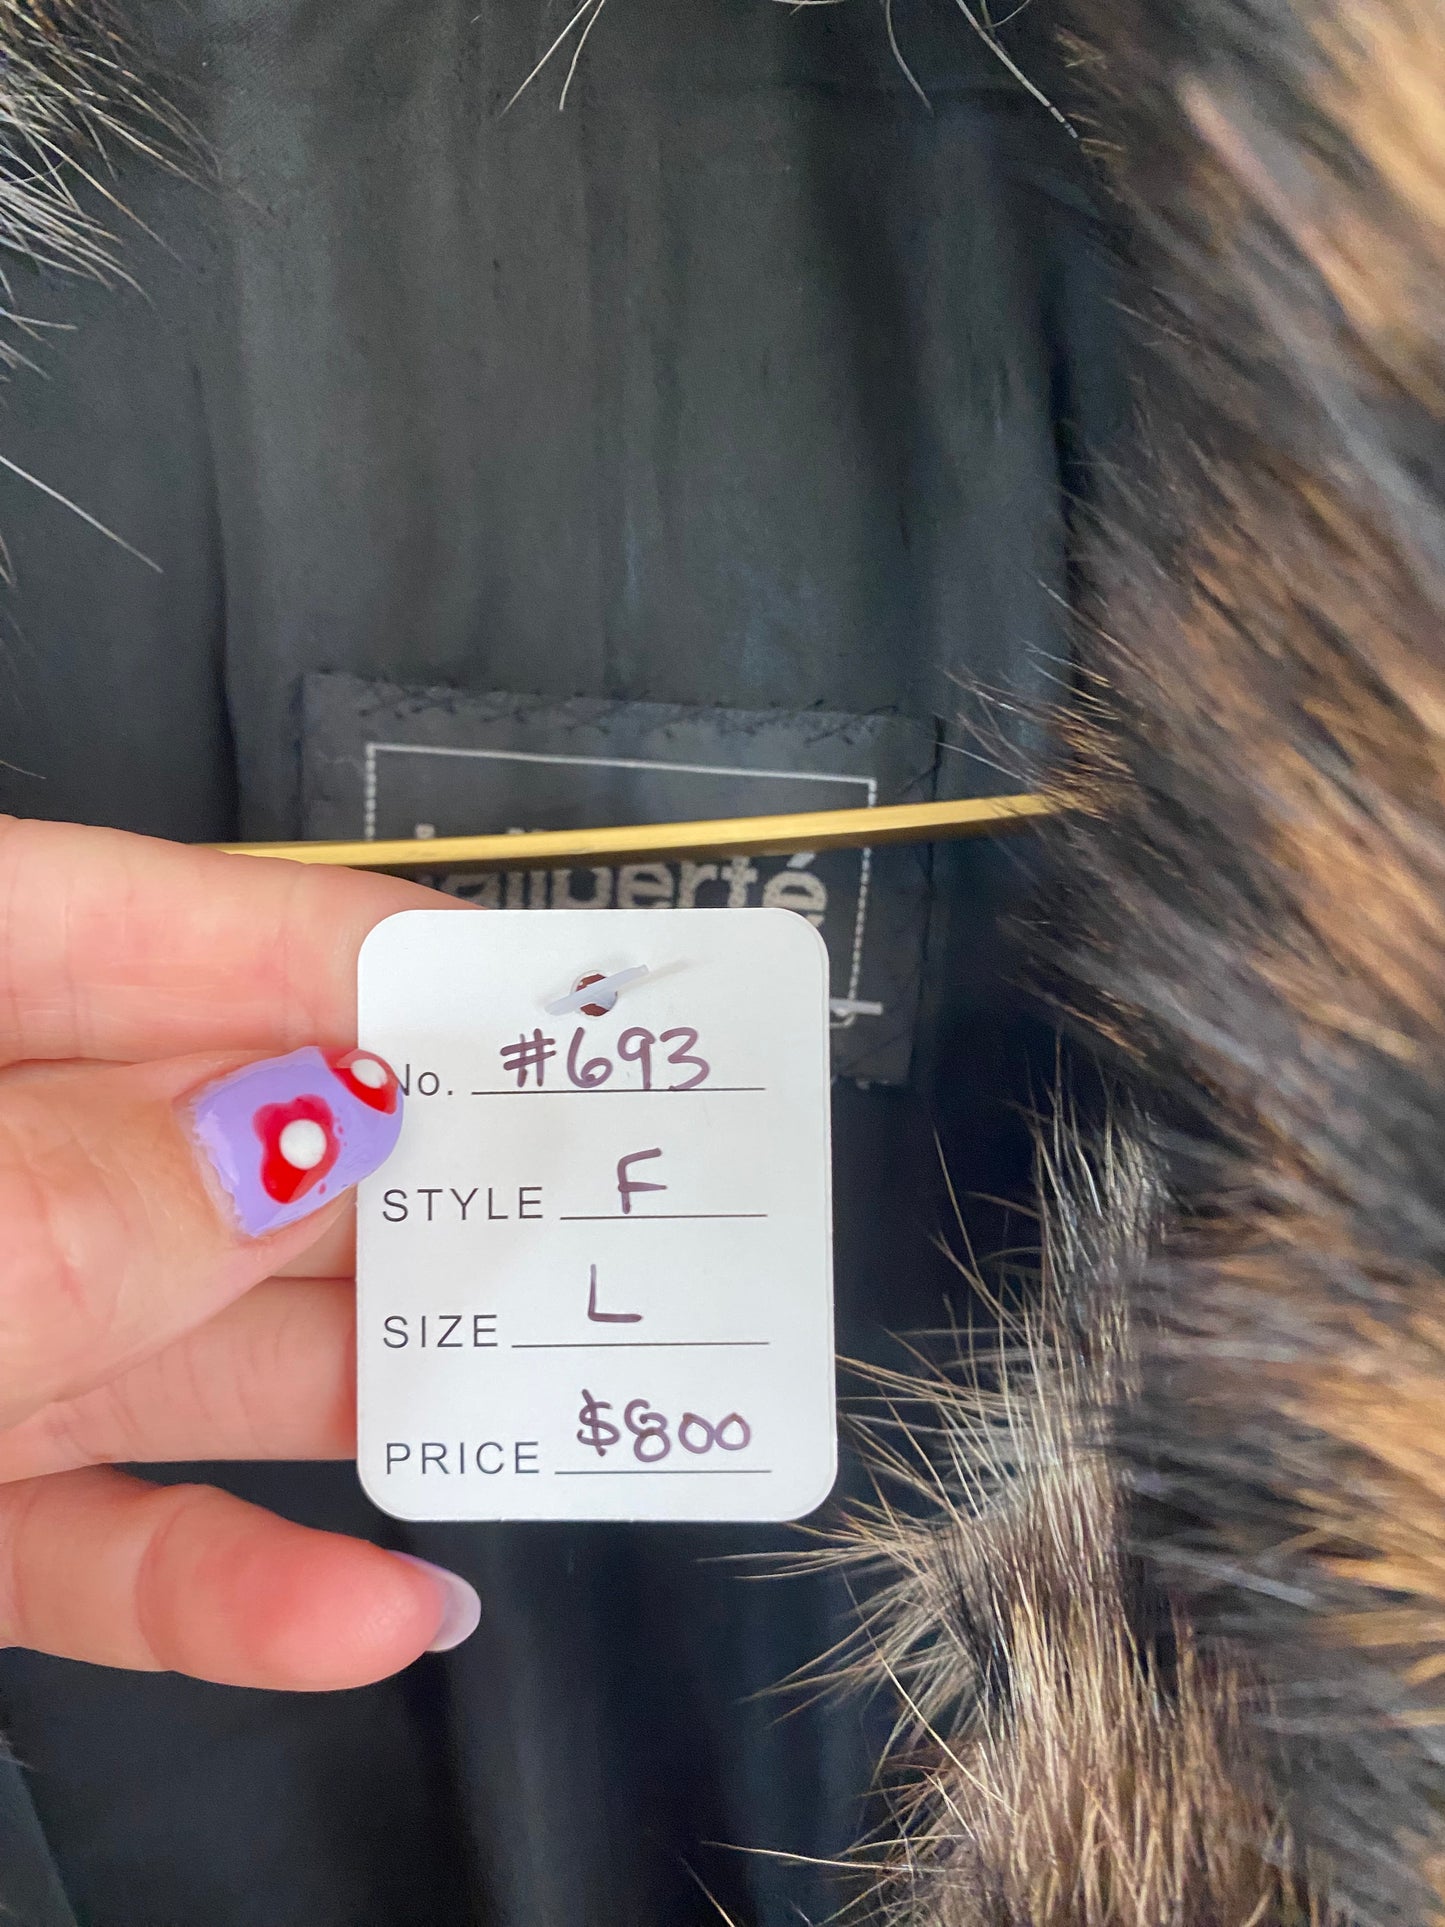 No. #693
STYLE F
SIZE L
PRICE $800